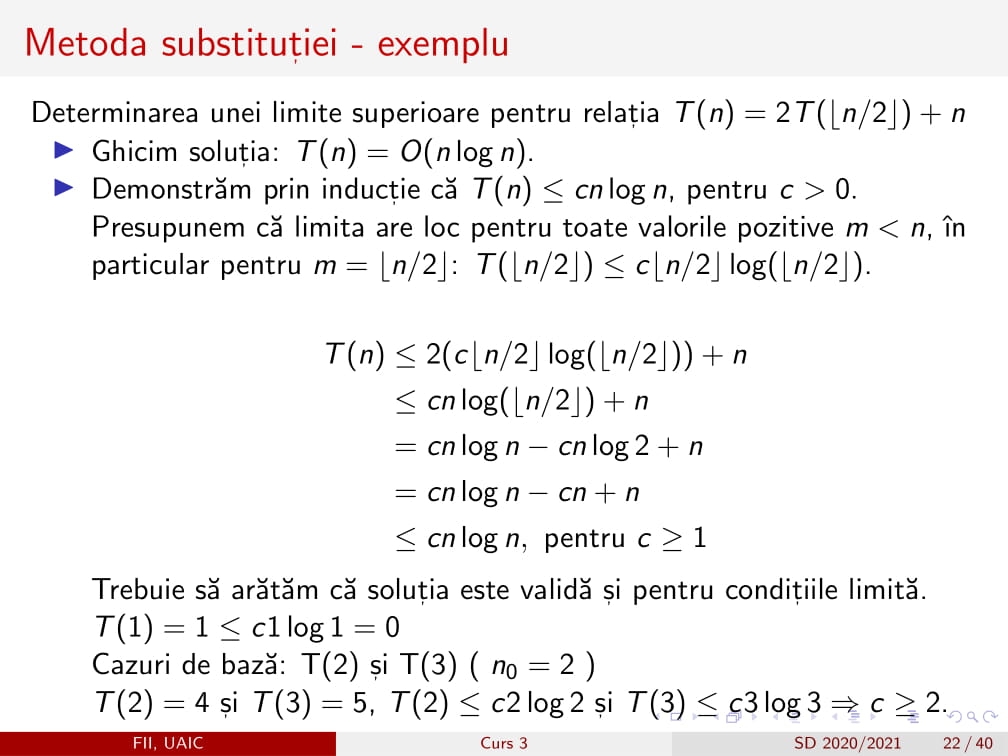 Metoda substituției - exemplu
Determinarea unei limite superioare pentru relația T(n) = 2T(⌊n/2⌋) + n
▶ Ghicim soluția: T(n) = O(n log n).
▶ Demonstrăm prin inducție că T(n) ≤ cn log n, pentru c > 0.
Presupunem că limita are loc pentru toate valorile pozitive m < n, în
particular pentru m = ⌊n/2⌋: T(⌊n/2⌋) ≤ c⌊n/2⌋ log(⌊n/2⌋).
T(n) ≤ 2(c⌊n/2⌋ log(⌊n/2⌋)) + n
≤ cn log(⌊n/2⌋) + n
= cn log n − cn log 2 + n
= cn log n − cn + n
≤ cn log n, pentru c ≥ 1
Trebuie să arătăm că soluția este validă și pentru condițiile limită.
T(1) = 1 ≤ c1 log 1 = 0
Cazuri de bază: T(2) și T(3) ( n₀ = 2 )
T(2) = 4 și T(3) = 5, T(2) ≤ c2 log 2 și T(3) ≤ c3 log 3 ⇒ c ≥ 2.
FII, UAIC Curs 3 SD 2020/2021 22 / 40